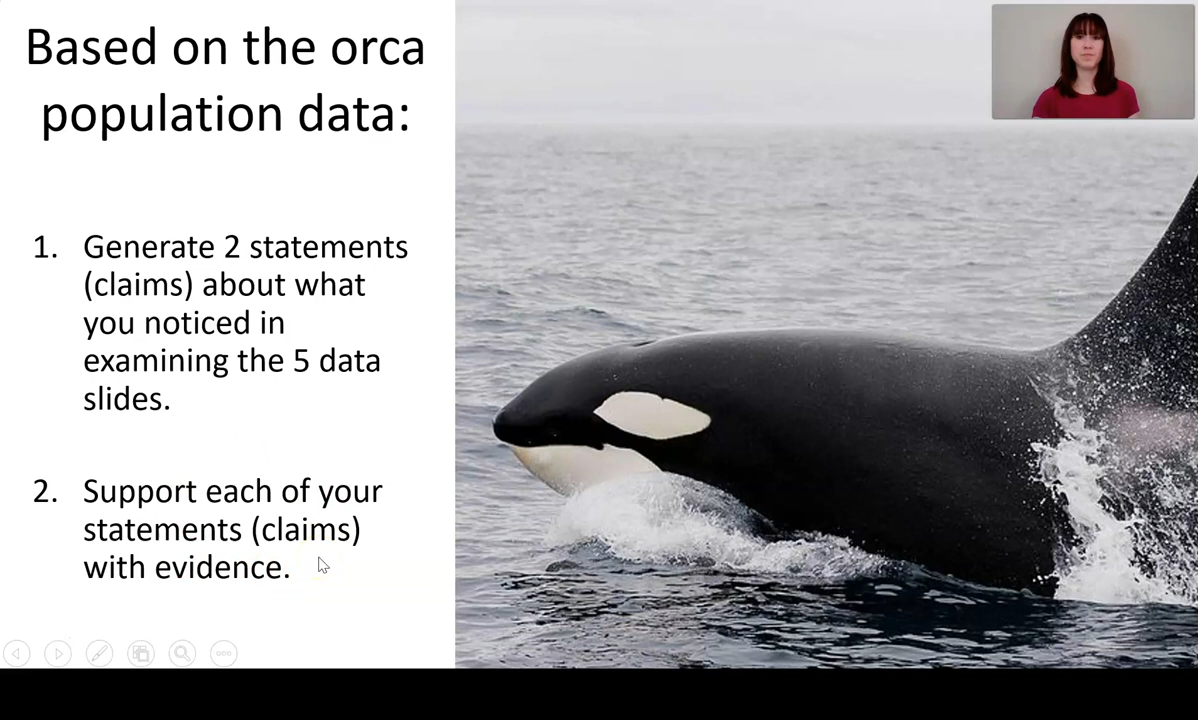 Based on the orca
population data:
1. Generate 2 statements
(claims) about what
you noticed in
examining the 5 data
slides.
2. Support each of your
statements (claims)
with evidence.